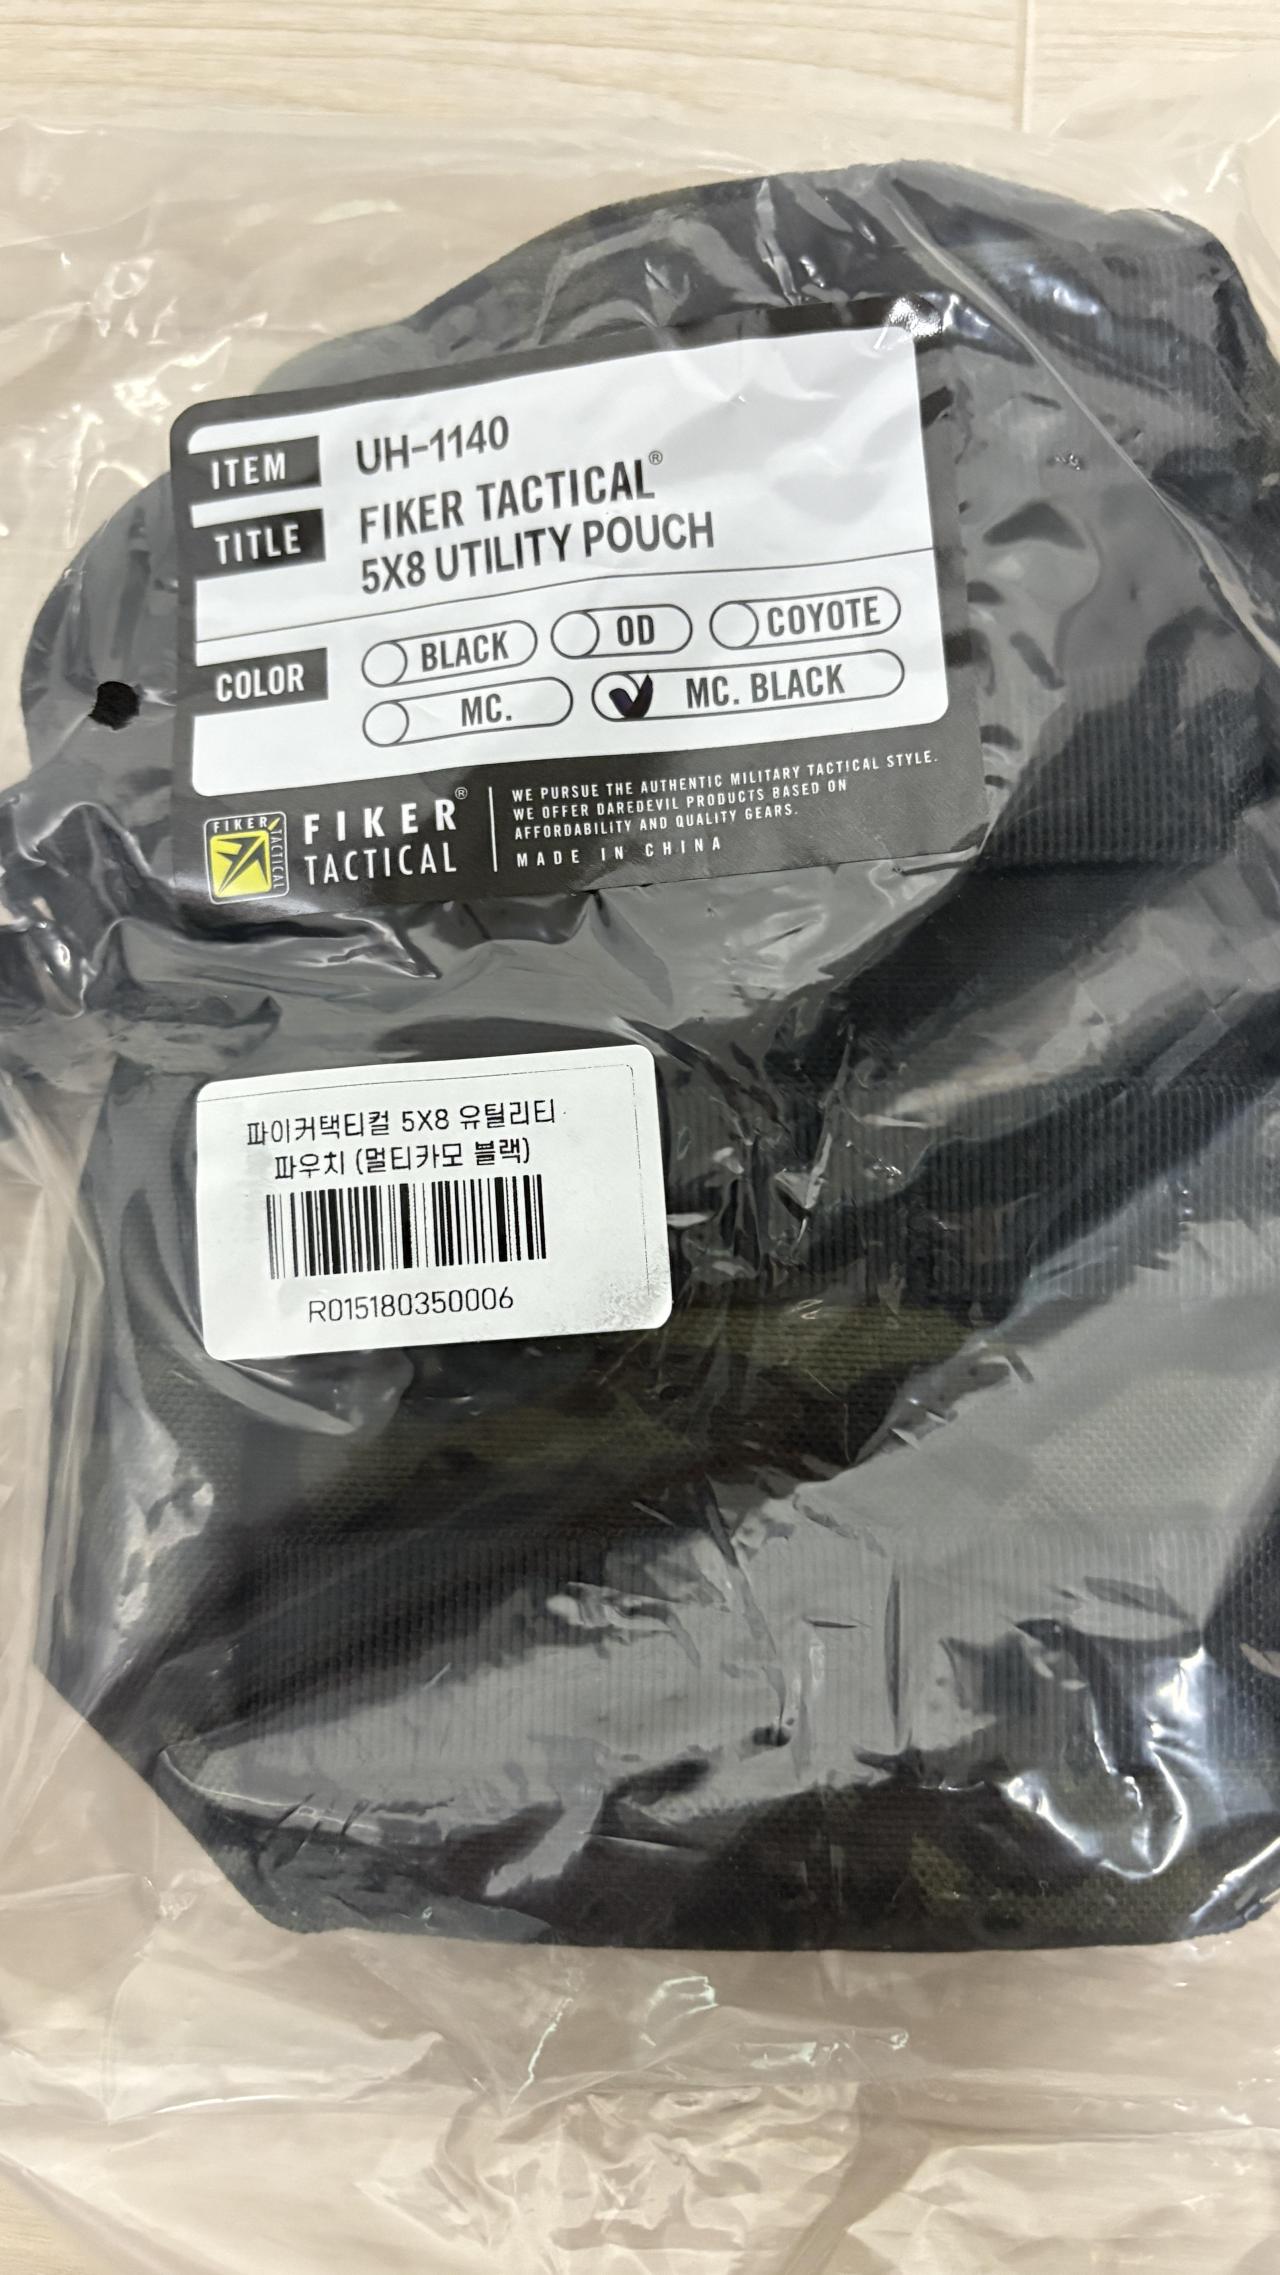 ITEM UH-1140
TITLE FIKER TACTICAL®
5X8 UTILITY POUCH
COLOR BLACK OD COYOTE
MC. MC. BLACK
FIKER TACTICAL
FIKER®
TACTICAL
WE PURSUE THE AUTHENTIC MILITARY TACTICAL STYLE.
WE OFFER DAREDEVIL PRODUCTS BASED ON
AFFORDABILITY AND QUALITY GEARS.
MADE IN CHINA
파이커택티컬 5X8 유틸리티
파우치 (멀티카모 블랙)
R015180350006